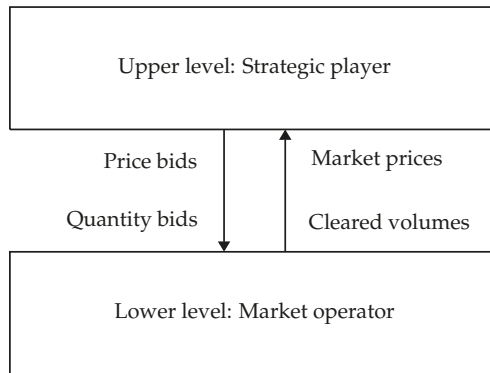 Upper level: Strategic player
Price bids
Market prices
Quantity bids
Cleared volumes
Lower level: Market operator